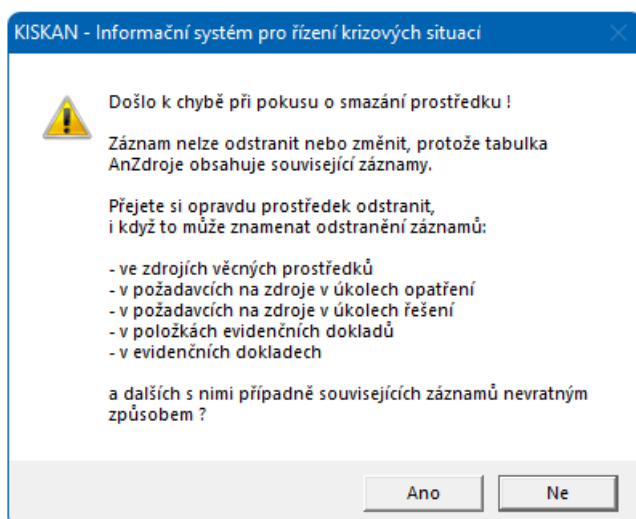 KISKAN - Informační systém pro řízení krizových situací
Došlo k chybě při pokusu o smazání prostředku !
Záznam nelze odstranit nebo změnit, protože tabulka
AnZdroje obsahuje související záznamy.
Přejete si opravdu prostředek odstranit,
i když to může znamenat odstranění záznamů:
- ve zdrojích věcných prostředků
- v požadavcích na zdroje v úkolech opatření
- v požadavcích na zdroje v úkolech řešení
- v položkách evidenčních dokladů
- v evidenčních dokladech
a dalších s nimi případně souvisejících záznamů nevratným
způsobem ?
Ano
Ne